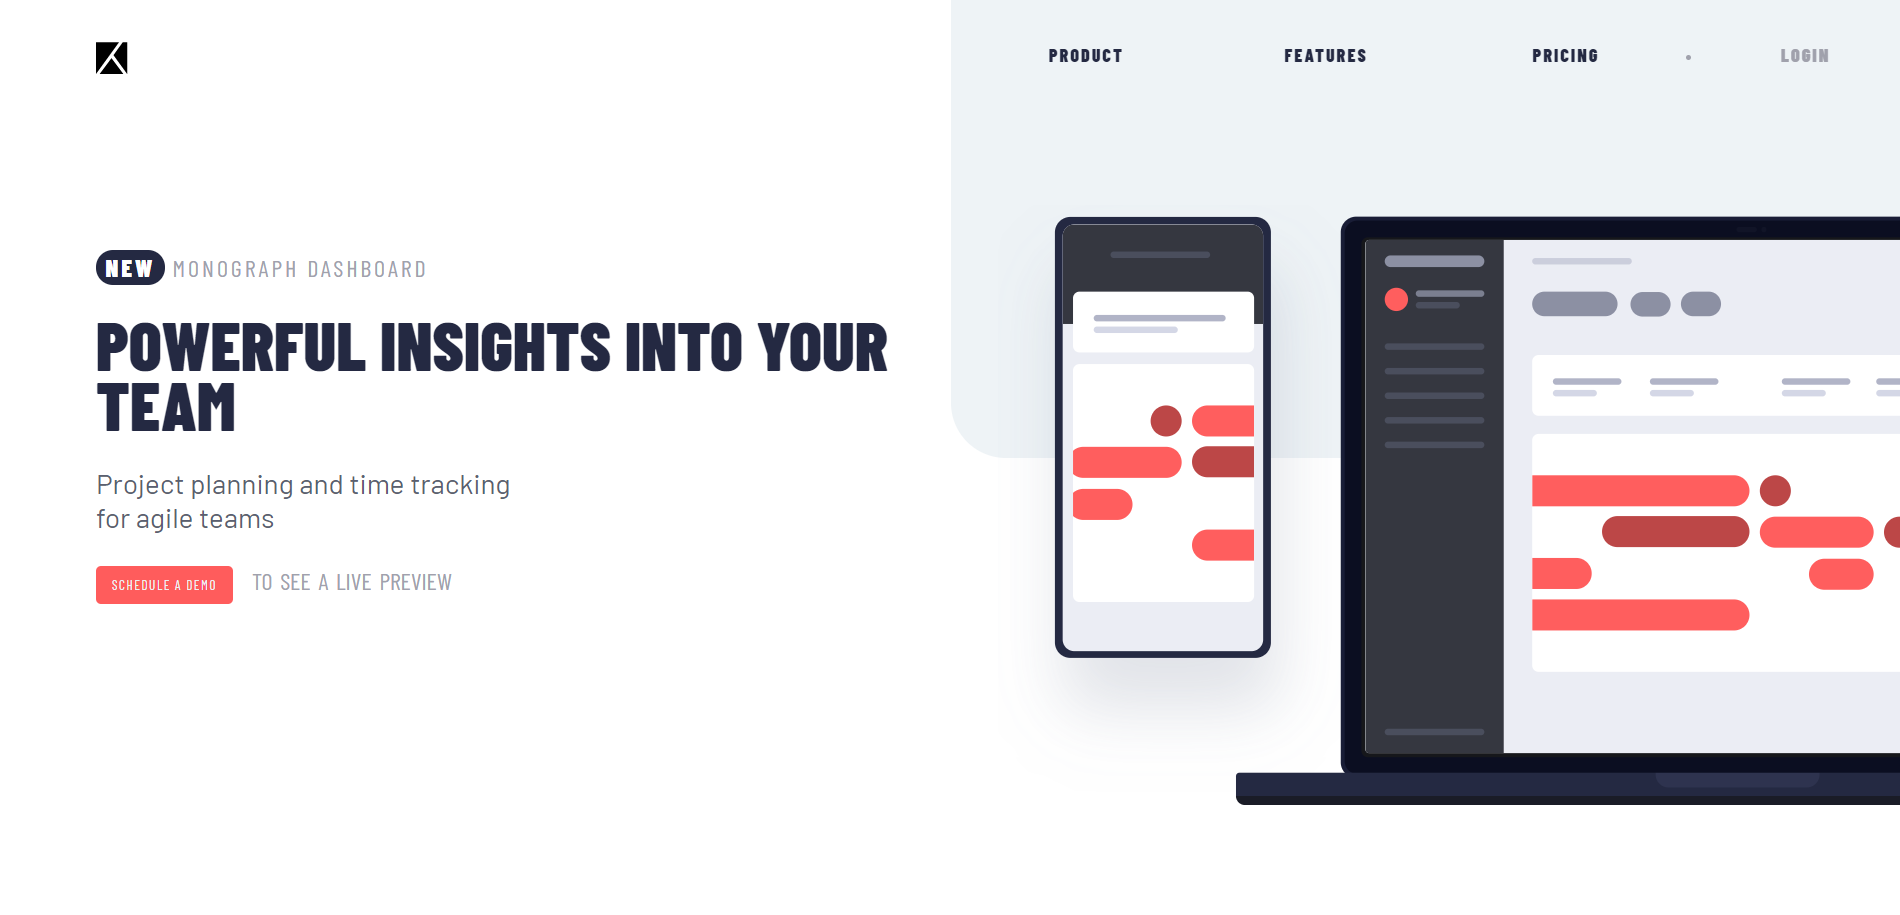 PRODUCT FEATURES PRICING • LOGIN
NEW MONOGRAPH DASHBOARD
POWERFUL INSIGHTS INTO YOUR
TEAM
Project planning and time tracking
for agile teams
SCHEDULE A DEMO TO SEE A LIVE PREVIEW